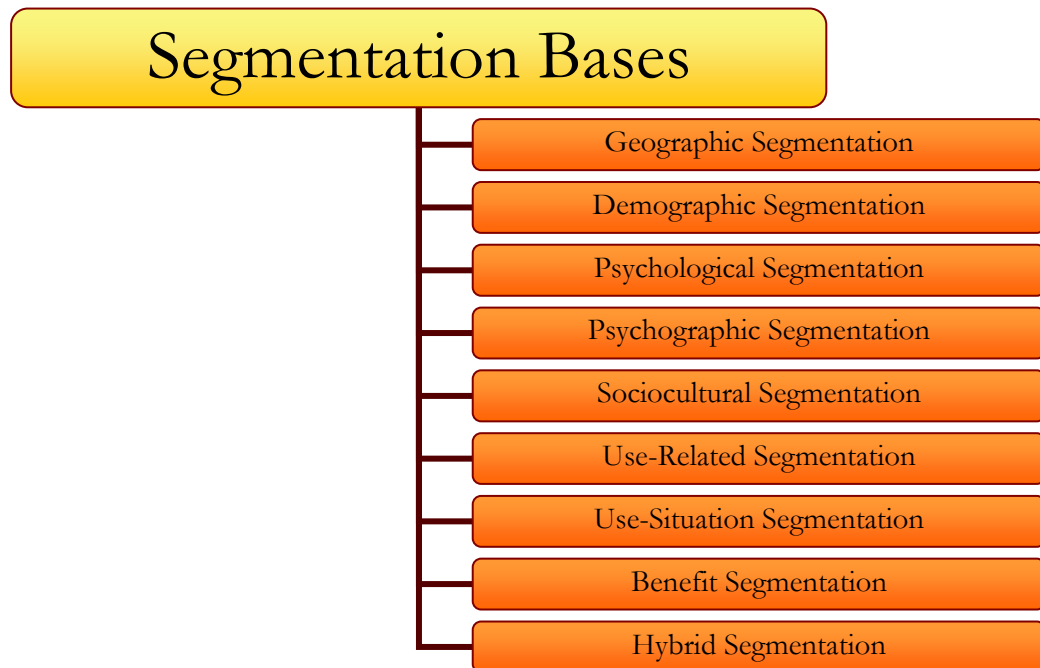 Segmentation Bases
Geographic Segmentation
Demographic Segmentation
Psychological Segmentation
Psychographic Segmentation
Sociocultural Segmentation
Use-Related Segmentation
Use-Situation Segmentation
Benefit Segmentation
Hybrid Segmentation